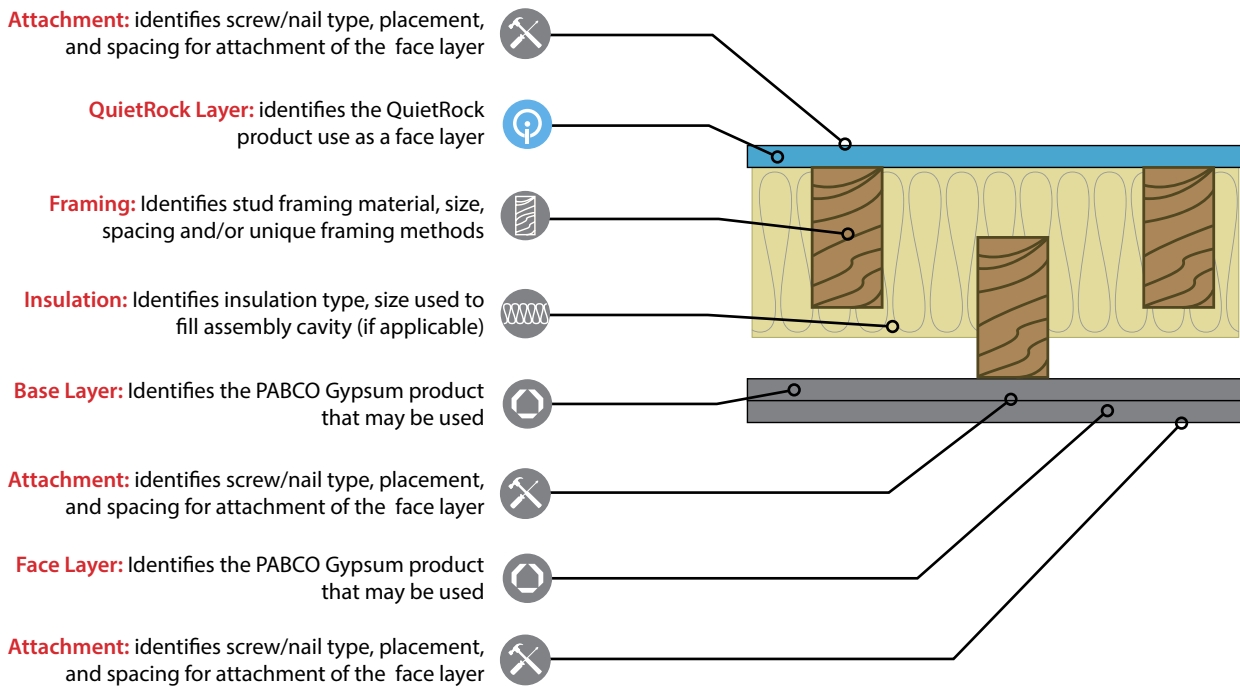 Attachment: identifies screw/nail type, placement,
and spacing for attachment of the face layer
QuietRock Layer: identifies the QuietRock
product use as a face layer
Framing: Identifies stud framing material, size,
spacing and/or unique framing methods
Insulation: Identifies insulation type, size used to
fill assembly cavity (if applicable)
Base Layer: Identifies the PABCO Gypsum product
that may be used
Attachment: identifies screw/nail type, placement,
and spacing for attachment of the face layer
Face Layer: Identifies the PABCO Gypsum product
that may be used
Attachment: identifies screw/nail type, placement,
and spacing for attachment of the face layer